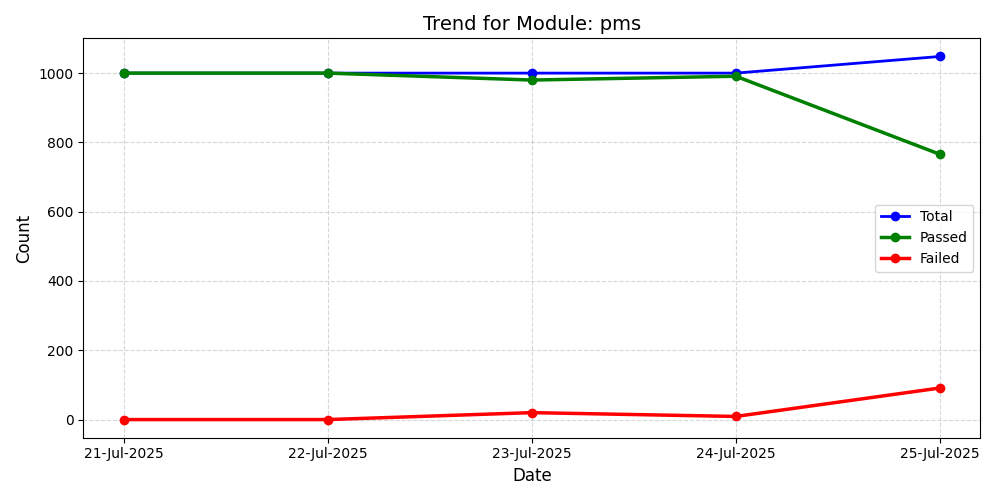 Trend for Module: pms
Count
1000
800
600
400
200
0
Total
Passed
Failed
21-Jul-2025
22-Jul-2025
23-Jul-2025
24-Jul-2025
25-Jul-2025
Date